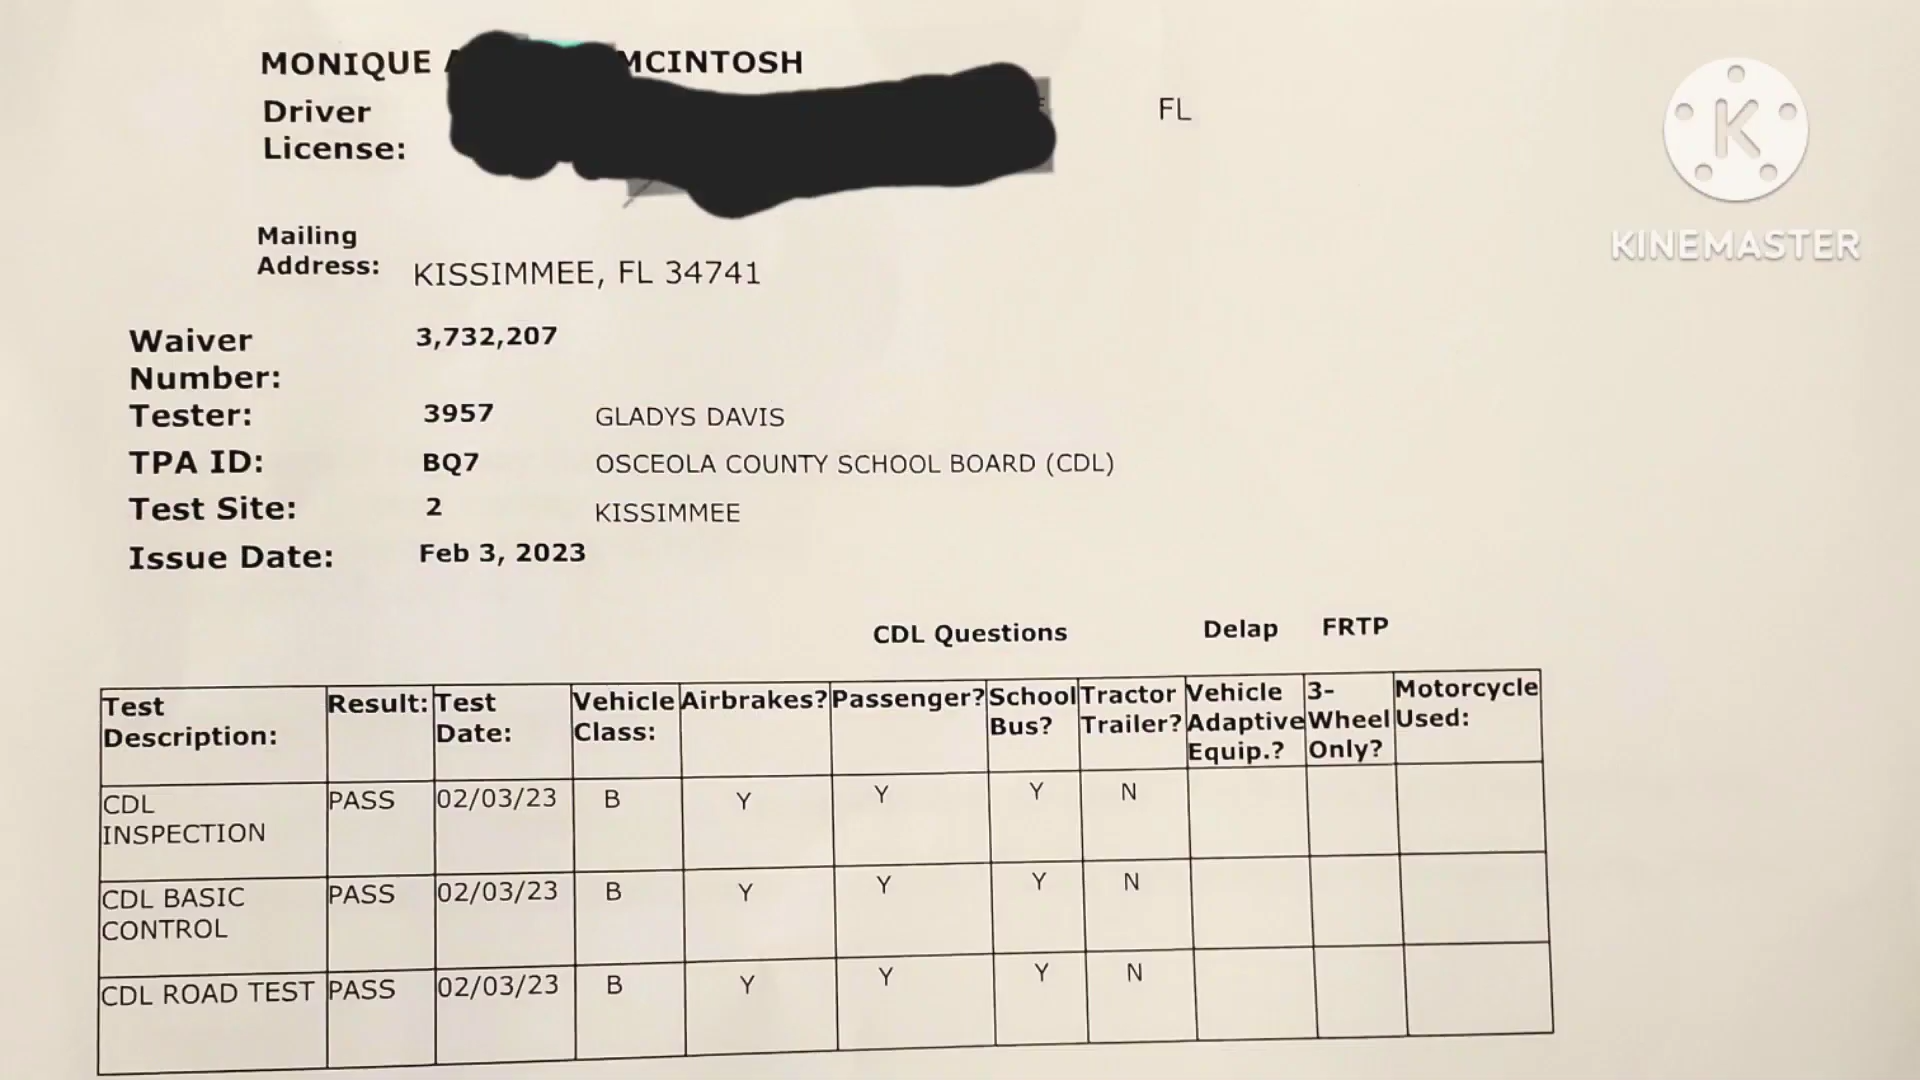 MONIQUE MCINTOSH
Driver FL
License:
Mailing
Address: KISSIMMEE, FL 34741
Waiver 3,732,207
Number:
Tester: 3957 GLADYS DAVIS
TPA ID: BQ7 OSCEOLA COUNTY SCHOOL BOARD (CDL)
Test Site: 2 KISSIMMEE
Issue Date: Feb 3, 2023
CDL Questions Delap FRTP
Test Description: Result: Test Date: Vehicle Class: Airbrakes? Passenger? School Bus? Tractor Trailer? Vehicle Adaptive Equip.? 3-Wheel Only? Motorcycle Used:
CDL INSPECTION PASS 02/03/23 B Y Y Y N
CDL BASIC CONTROL PASS 02/03/23 B Y Y Y N
CDL ROAD TEST PASS 02/03/23 B Y Y Y N
K
KINEMASTER